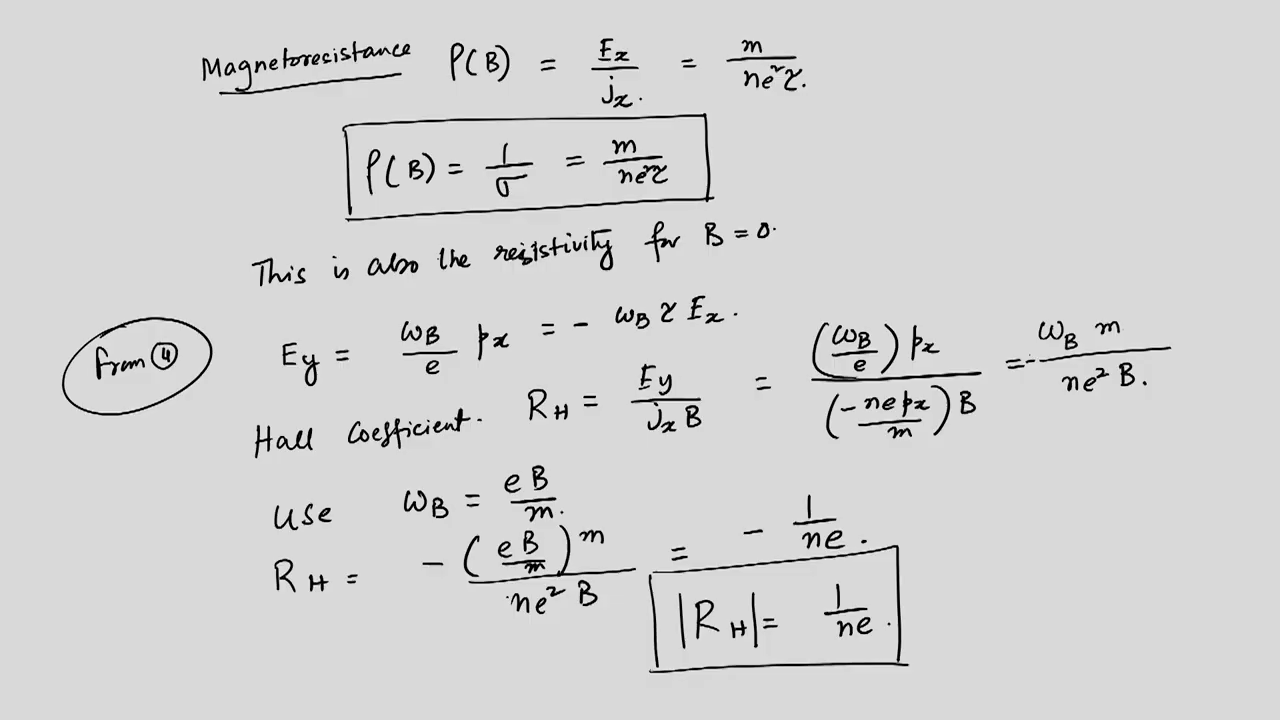 Magnetoresistance ρ(B) = Ex / jx. = m / ne²τ.
ρ(B) = 1 / σ = m / ne²τ
This is also the resistivity for B = 0.
From ④
Ey = ωB / e px = - ωB τ Ex.
Hall Coefficient. RH = Ey / jx B = (ωB / e) px / (- ne px / m) B = - ωB m / ne² B.
Use ωB = eB / m.
RH = - (eB / m) m / ne² B = - 1 / ne.
|RH| = 1 / ne.